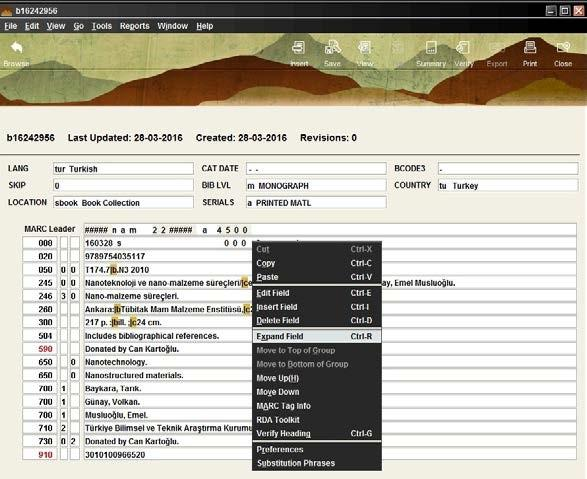 b16242956
File Edit View Go Tools Reports Window Help
Browse Insert Save View Summary Verify Export Print Close
b16242956 Last Updated: 28-03-2016 Created: 28-03-2016 Revisions: 0
LANG tur Turkish CAT DATE - - BCODE3 -
SKIP 0 BIB LVL m MONOGRAPH COUNTRY tu Turkey
LOCATION sbook Book Collection SERIALS a PRINTED MATL
MARC Leader ##### n a m 2 2 ##### a 4 5 0 0
008 160328 s 0 0 0
020 9789754035117
050 0 0 T174.7|b.N3 2010
245 0 0 Nanoteknoloji ve nano-malzeme süreçleri/|c ay, Emel Musluoğlu.
246 3 0 Nano-malzeme süreçleri.
260 Ankara:|bTübitak Mam Malzeme Enstitüsü,|c
300 217 p. :|bill. ;|c24 cm.
504 Includes bibliographical references.
590 Donated by Can Kartoğlu.
650 0 Nanotechnology.
650 0 Nanostructured materials.
700 1 Baykara, Tarık.
700 1 Günay, Volkan.
700 1 Musluoğlu, Emel.
710 2 Türkiye Bilimsel ve Teknik Araştırma Kurumu
730 0 2 Donated by Can Kartoğlu.
910 3010100966520
Cut Ctrl-X
Copy Ctrl-C
Paste Ctrl-V
Edit Field Ctrl-E
Insert Field Ctrl-I
Delete Field Ctrl-D
Expand Field Ctrl-R
Move to Top of Group
Move to Bottom of Group
Move Up(H)
Move Down
MARC Tag Info
RDA Toolkit
Verify Heading Ctrl-G
Preferences
Substitution Phrases